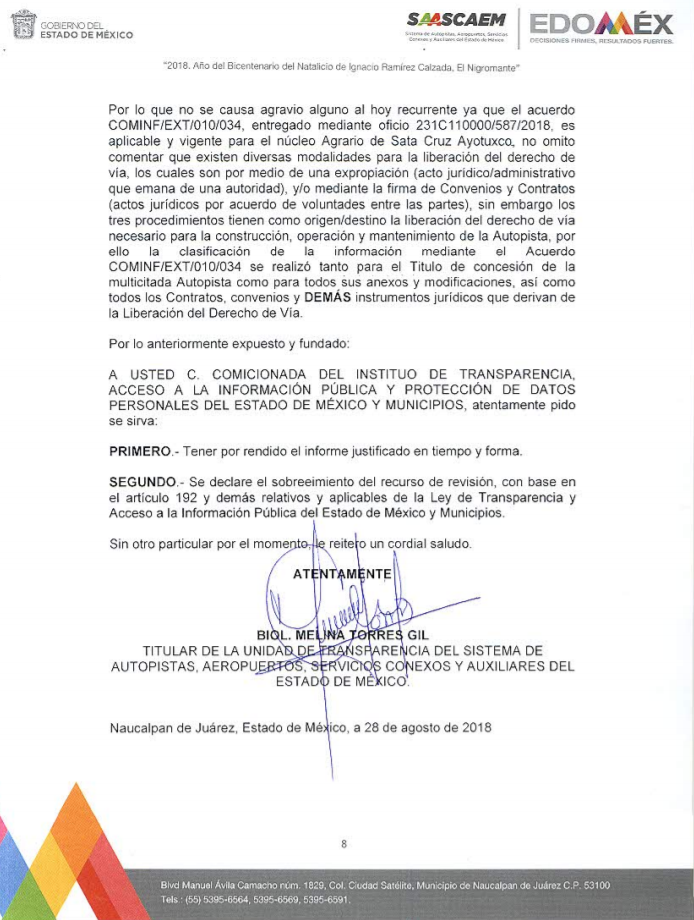 GOBIERNO DEL
ESTADO DE MÉXICO
SAASCAEM
Sistema de Autopistas, Aeropuertos, Servicios
Conexos y Auxiliares del Estado de México
EDOMÉX
DECISIONES FIRMES, RESULTADOS FUERTES.
"2018. Año del Bicentenario del Natalicio de Ignacio Ramírez Calzada, El Nigromante"
Por lo que no se causa agravio alguno al hoy recurrente ya que el acuerdo
COMINF/EXT/010/034, entregado mediante oficio 231C110000/587/2018, es
aplicable y vigente para el núcleo Agrario de Sata Cruz Ayotuxco, no omito
comentar que existen diversas modalidades para la liberación del derecho de
vía, los cuales son por medio de una expropiación (acto jurídico/administrativo
que emana de una autoridad), y/o mediante la firma de Convenios y Contratos
(actos jurídicos por acuerdo de voluntades entre las partes), sin embargo los
tres procedimientos tienen como origen/destino la liberación del derecho de vía
necesario para la construcción, operación y mantenimiento de la Autopista, por
ello la clasificación de la información mediante el Acuerdo
COMINF/EXT/010/034 se realizó tanto para el Titulo de concesión de la
multicitada Autopista como para todos sus anexos y modificaciones, así como
todos los Contratos, convenios y DEMÁS instrumentos jurídicos que derivan de
la Liberación del Derecho de Vía.
Por lo anteriormente expuesto y fundado:
A USTED C. COMICIONADA DEL INSTITUO DE TRANSPARENCIA,
ACCESO A LA INFORMACIÓN PÚBLICA Y PROTECCIÓN DE DATOS
PERSONALES DEL ESTADO DE MÉXICO Y MUNICIPIOS, atentamente pido
se sirva:
PRIMERO.- Tener por rendido el informe justificado en tiempo y forma.
SEGUNDO.- Se declare el sobreeimiento del recurso de revisión, con base en
el artículo 192 y demás relativos y aplicables de la Ley de Transparencia y
Acceso a la Información Pública del Estado de México y Municipios.
Sin otro particular por el momento, le reitero un cordial saludo.
ATENTAMENTE
BIOL. MELINA TORRES GIL
TITULAR DE LA UNIDAD DE TRANSPARENCIA DEL SISTEMA DE
AUTOPISTAS, AEROPUERTOS, SERVICIOS CONEXOS Y AUXILIARES DEL
ESTADO DE MÉXICO.
Naucalpan de Juárez, Estado de México, a 28 de agosto de 2018
8
Blvd Manuel Ávila Camacho núm. 1829, Col. Ciudad Satélite, Municipio de Naucalpan de Juárez C.P. 53100
Tels.: (55) 5395-6564, 5395-6569, 5395-6591.